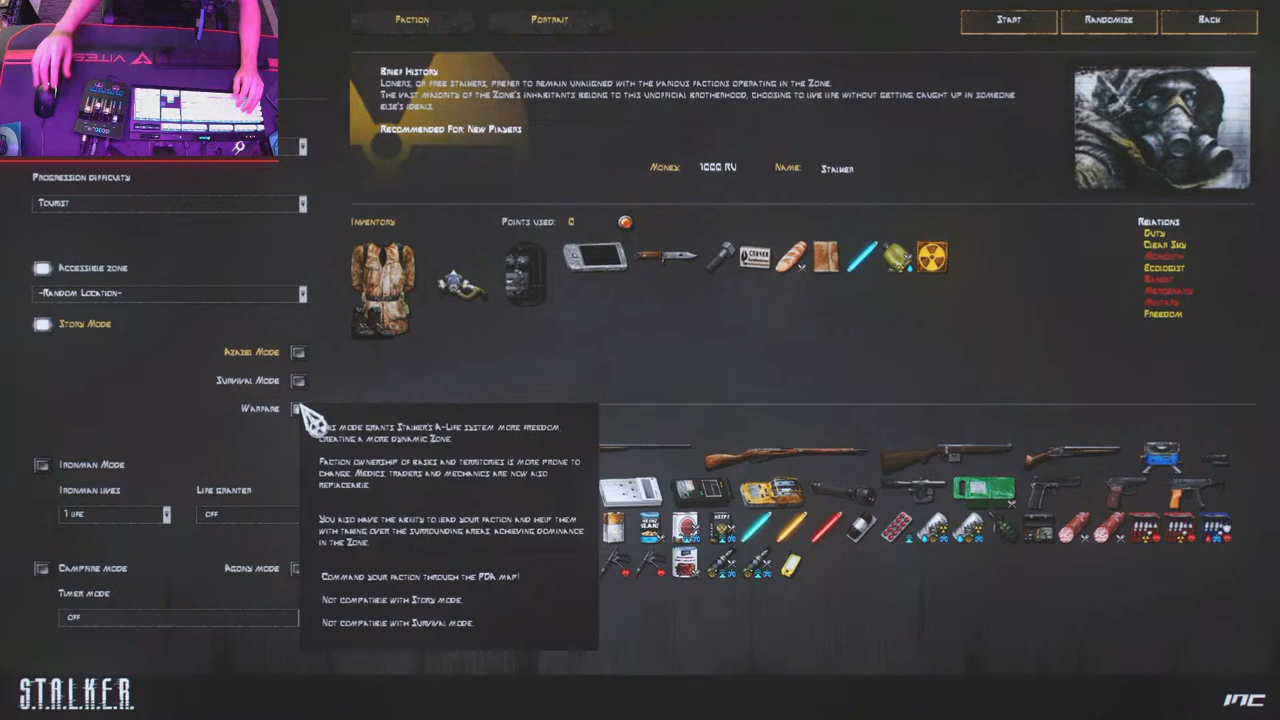 Faction
Portrait
Start
Randomize
Back
VITESSE
Brief History
Loners, or free stalkers, prefer to remain unaligned with the various factions operating in the Zone.
The vast majority of the Zone's inhabitants belong to this unofficial brotherhood, choosing to live life without getting caught up in someone
else's ideals.
Recommended For: New Players
Money: 1000 RU
Name: Stalker
Progression Difficulty
Tourist
Inventory
Points used: 0
Relations
Duty
Clear Sky
Monolith
Ecologist
Bandit
Mercenary
Military
Freedom
Accessible zone
-Random Location-
Story Mode
Azazel Mode
Survival Mode
Warfare
This mode grants Stalker's A-Life system more freedom,
creating a more dynamic Zone.
Faction ownership of bases and territories is more prone to
change. Medics, traders and mechanics are now also
replaceable.
You also have the ability to lead your faction and help them
with taking over the surrounding areas, achieving dominance
in the Zone.
Command your faction through the PDA map!
Not compatible with Story mode.
Not compatible with Survival mode.
Ironman Mode
Ironman Lives
Life granter
1 life
Off
Campfire mode
Agony mode
Timer mode
Off
S.T.A.L.K.E.R.